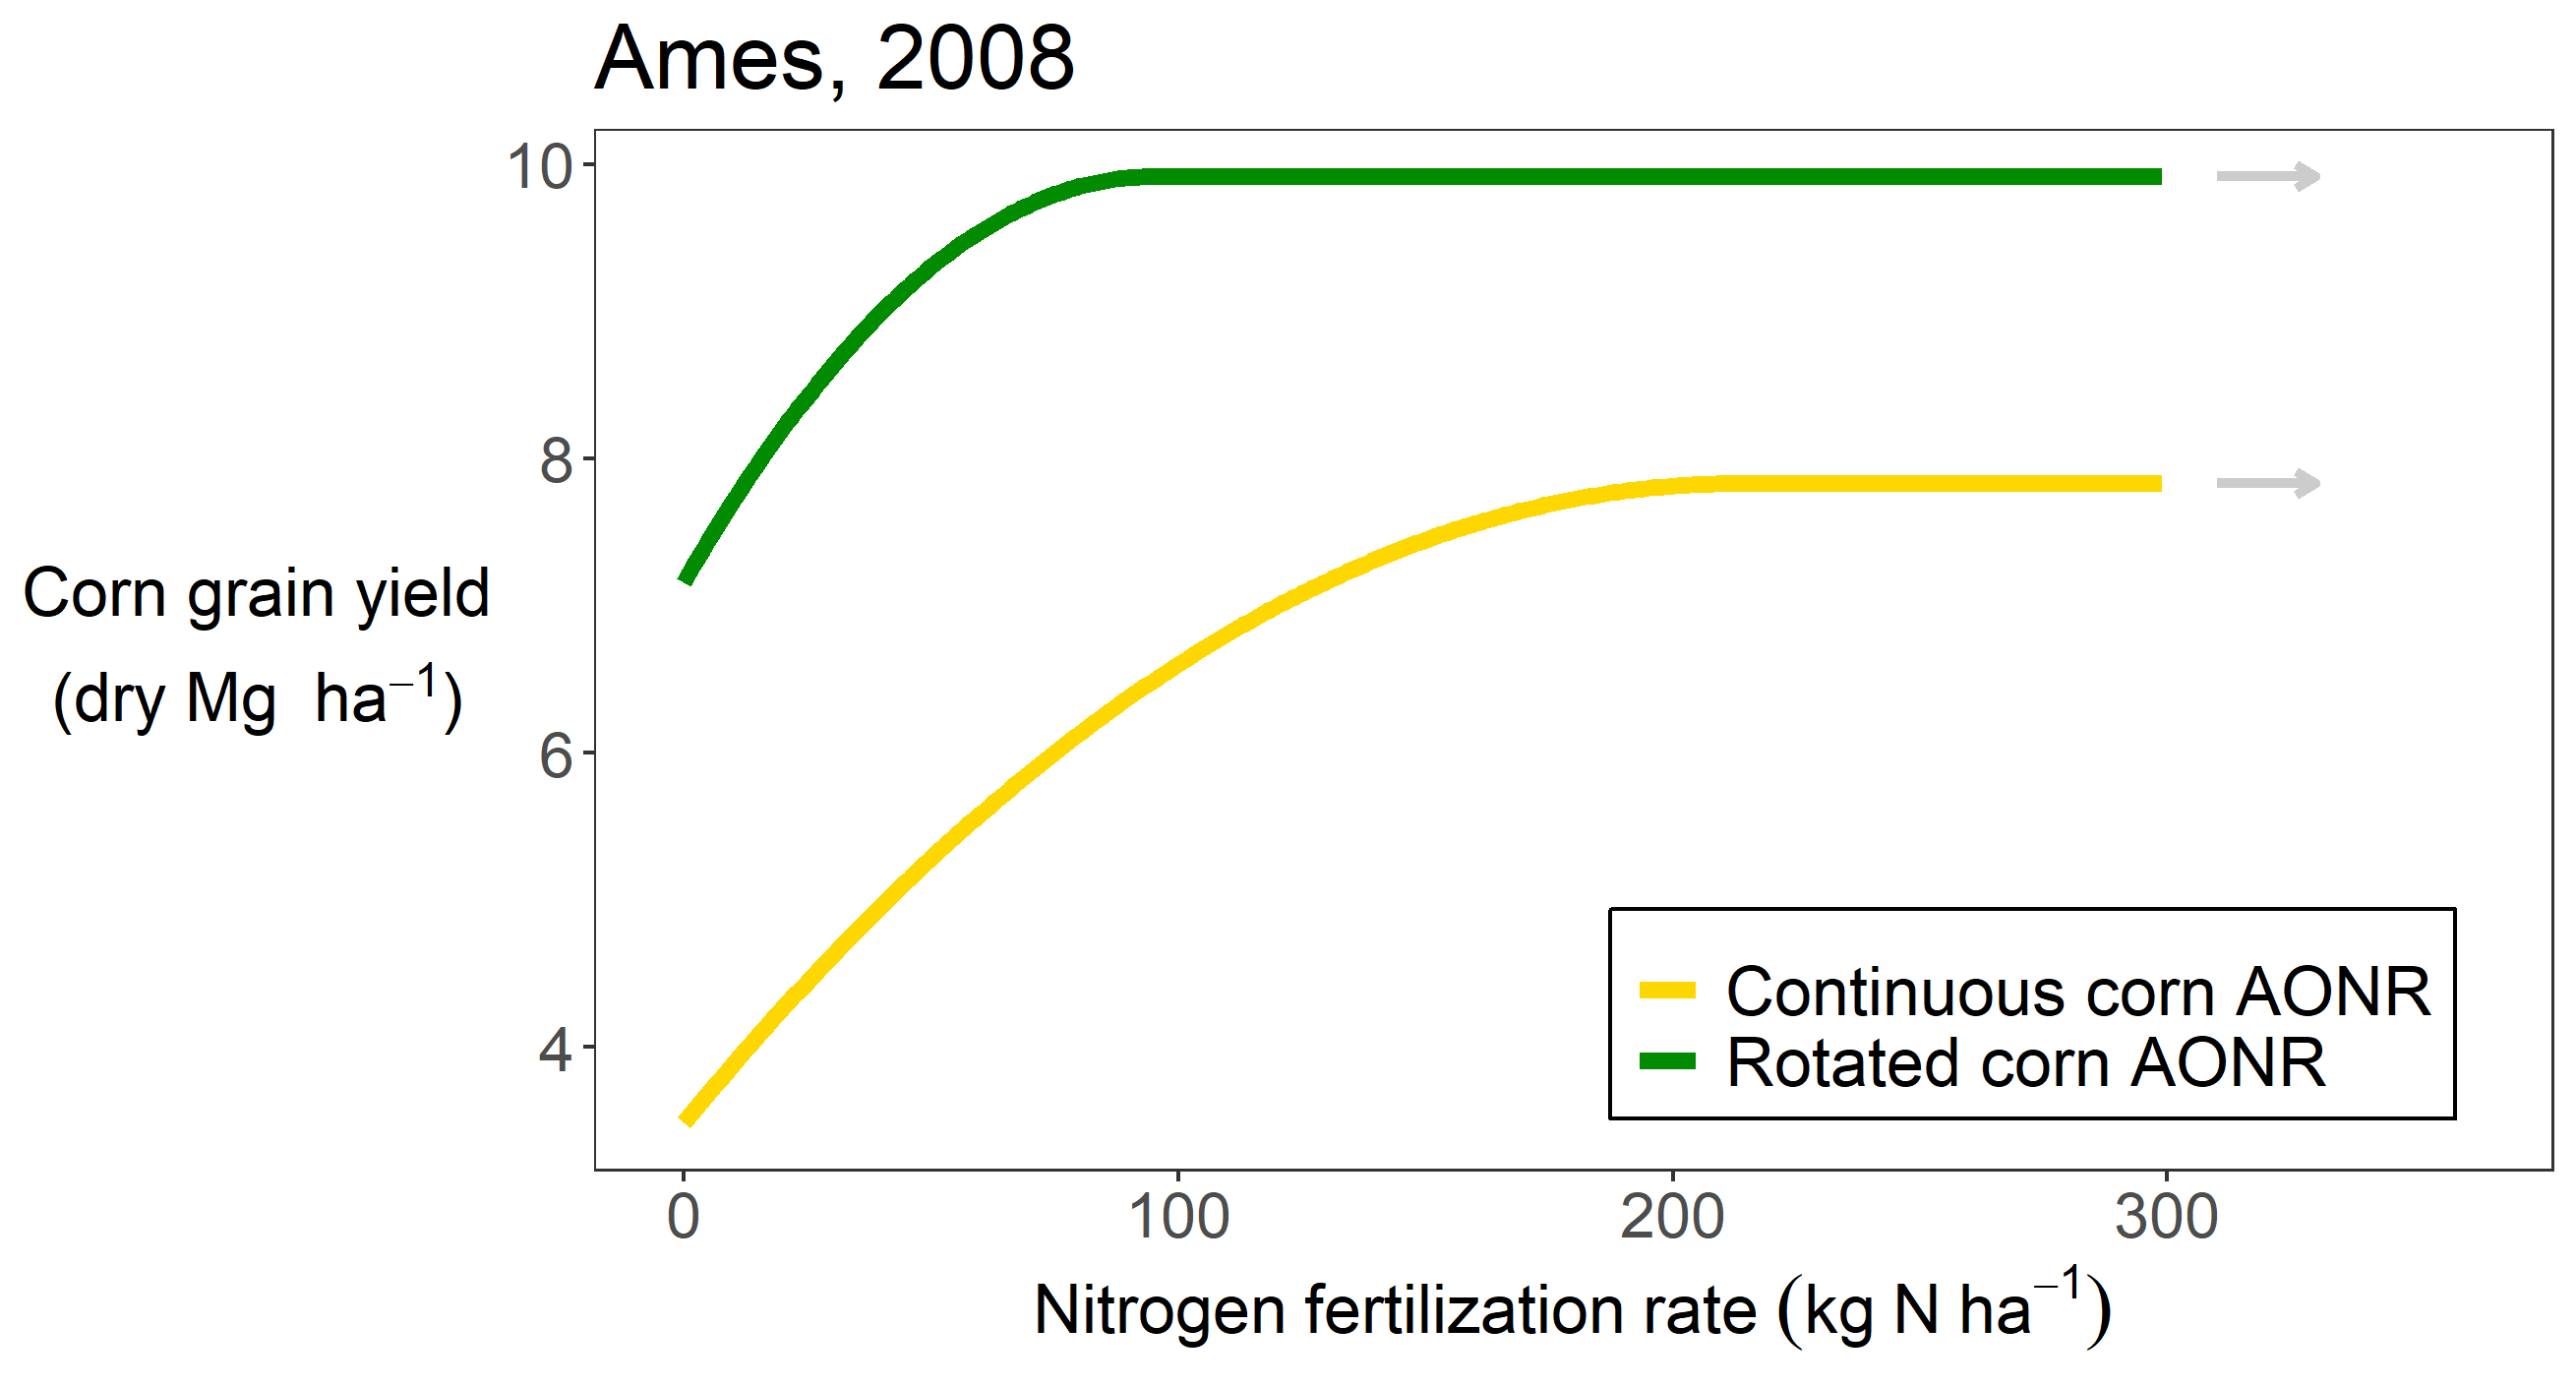 Ames, 2008
10
8
6
4
Corn grain yield
(dry Mg ha⁻¹)
Continuous corn AONR
Rotated corn AONR
0 100 200 300
Nitrogen fertilization rate (kg N ha⁻¹)